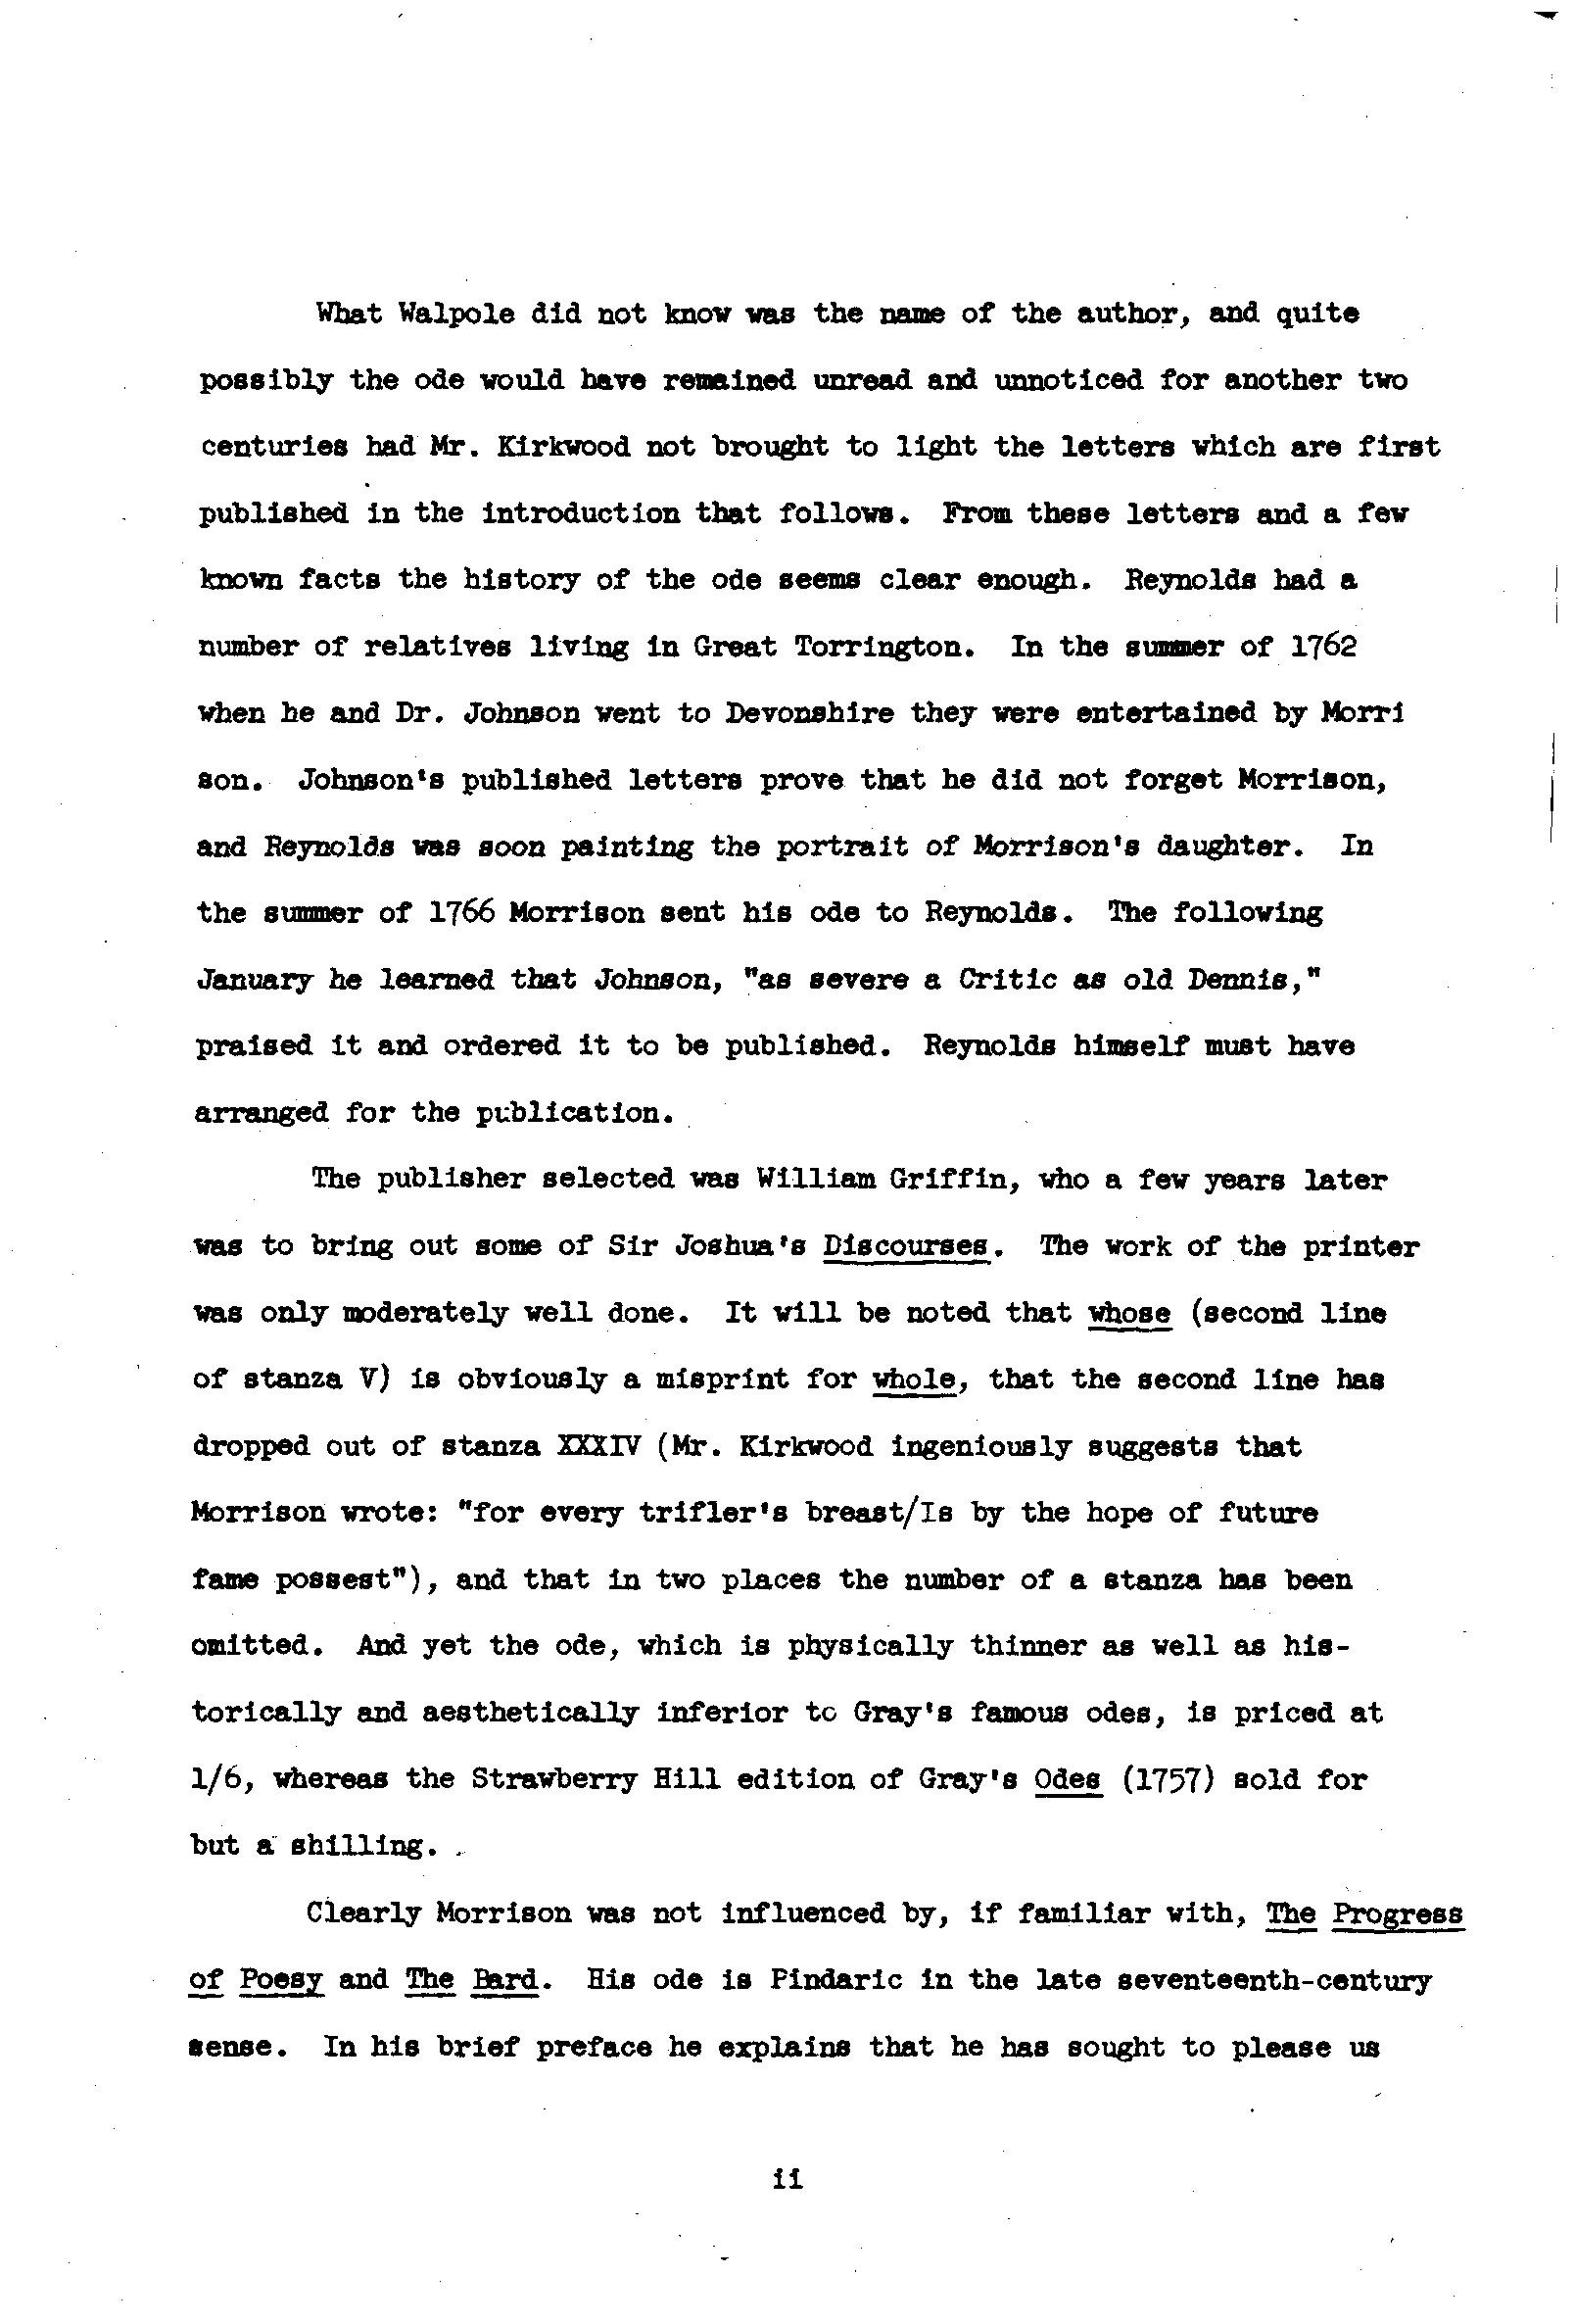 What Walpole did not know was the name of the author, and quite
possibly the ode would have remained unread and unnoticed for another two
centuries had Mr. Kirkwood not brought to light the letters which are first
published in the introduction that follows. From these letters and a few
known facts the history of the ode seems clear enough. Reynolds had a
number of relatives living in Great Torrington. In the summer of 1762
when he and Dr. Johnson went to Devonshire they were entertained by Morri
son. Johnson's published letters prove that he did not forget Morrison,
and Reynolds was soon painting the portrait of Morrison's daughter. In
the summer of 1766 Morrison sent his ode to Reynolds. The following
January he learned that Johnson, "as severe a Critic as old Dennis,"
praised it and ordered it to be published. Reynolds himself must have
arranged for the publication.
The publisher selected was William Griffin, who a few years later
was to bring out some of Sir Joshua's Discourses. The work of the printer
was only moderately well done. It will be noted that whose (second line
of stanza V) is obviously a misprint for whole, that the second line has
dropped out of stanza XXXIV (Mr. Kirkwood ingeniously suggests that
Morrison wrote: "for every trifler's breast/Is by the hope of future
fame possest"), and that in two places the number of a stanza has been
omitted. And yet the ode, which is physically thinner as well as his-
torically and aesthetically inferior to Gray's famous odes, is priced at
1/6, whereas the Strawberry Hill edition of Gray's Odes (1757) sold for
but a shilling.
Clearly Morrison was not influenced by, if familiar with, The Progress
of Poesy and The Bard. His ode is Pindaric in the late seventeenth-century
sense. In his brief preface he explains that he has sought to please us
ii